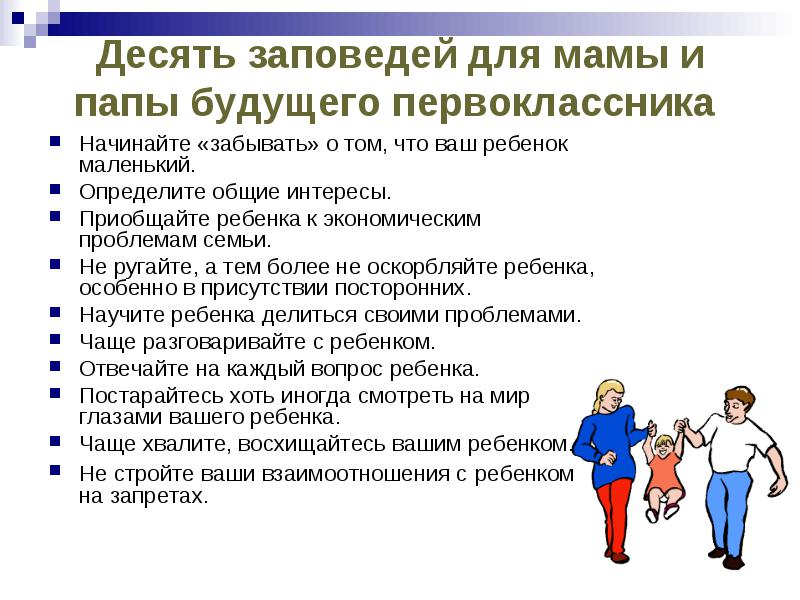 Десять заповедей для мамы и
папы будущего первоклассника
Начинайте «забывать» о том, что ваш ребенок
маленький.
Определите общие интересы.
Приобщайте ребенка к экономическим
проблемам семьи.
Не ругайте, а тем более не оскорбляйте ребенка,
особенно в присутствии посторонних.
Научите ребенка делиться своими проблемами.
Чаще разговаривайте с ребенком.
Отвечайте на каждый вопрос ребенка.
Постарайтесь хоть иногда смотреть на мир
глазами вашего ребенка.
Чаще хвалите, восхищайтесь вашим ребенком.
Не стройте ваши взаимоотношения с ребенком
на запретах.